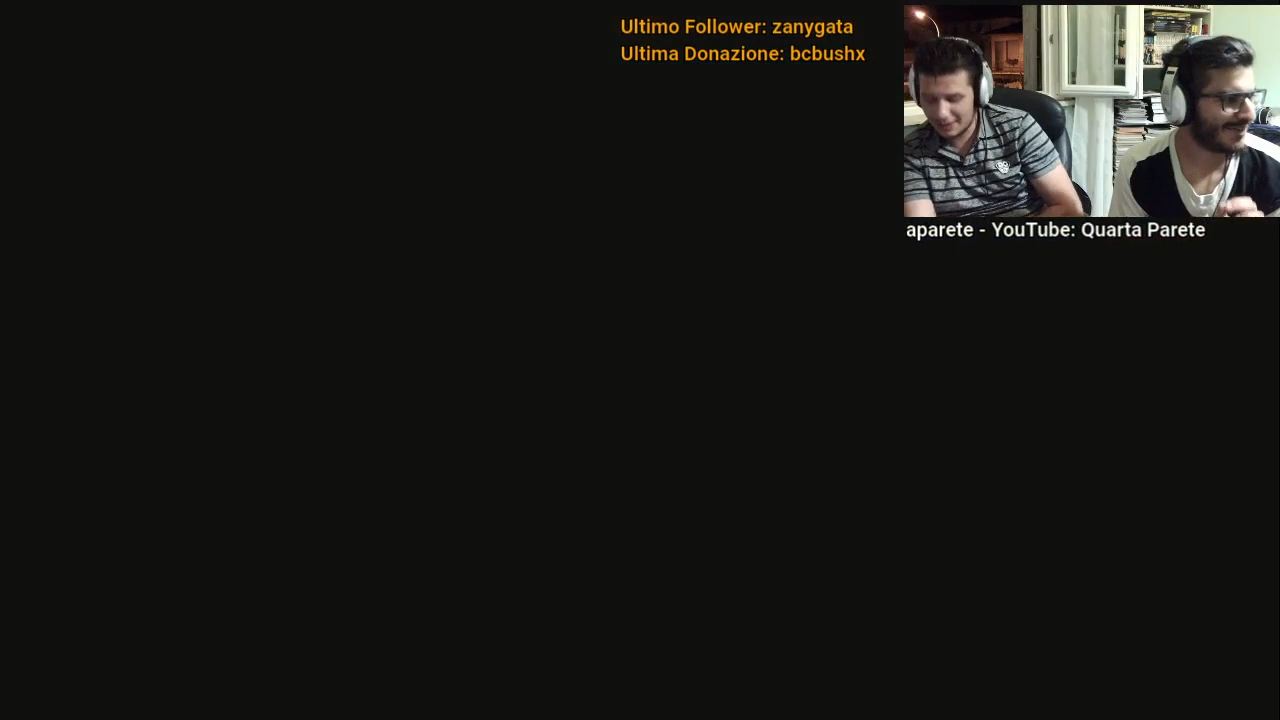 Ultimo Follower: zanygata
Ultima Donazione: bcbushx
aparete - YouTube: Quarta Parete